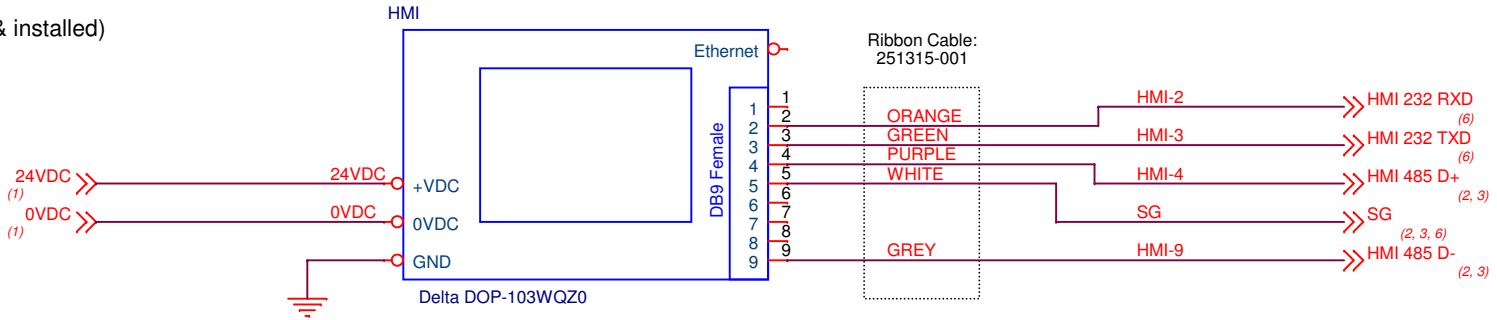 & installed)
HMI
Ethernet
Ribbon Cable:
251315-001
24VDC
(1)
0VDC
(1)
24VDC
0VDC
+VDC
0VDC
GND
DB9 Female
1
2
3
4
5
6
7
8
9
1
2
3
4
5
6
7
8
9
ORANGE
GREEN
PURPLE
WHITE
GREY
HMI-2
HMI-3
HMI-4
SG
HMI-9
HMI 232 RXD
(6)
HMI 232 TXD
(6)
HMI 485 D+
(2, 3)
SG
(2, 3, 6)
HMI 485 D-
(2, 3)
Delta DOP-103WQZ0